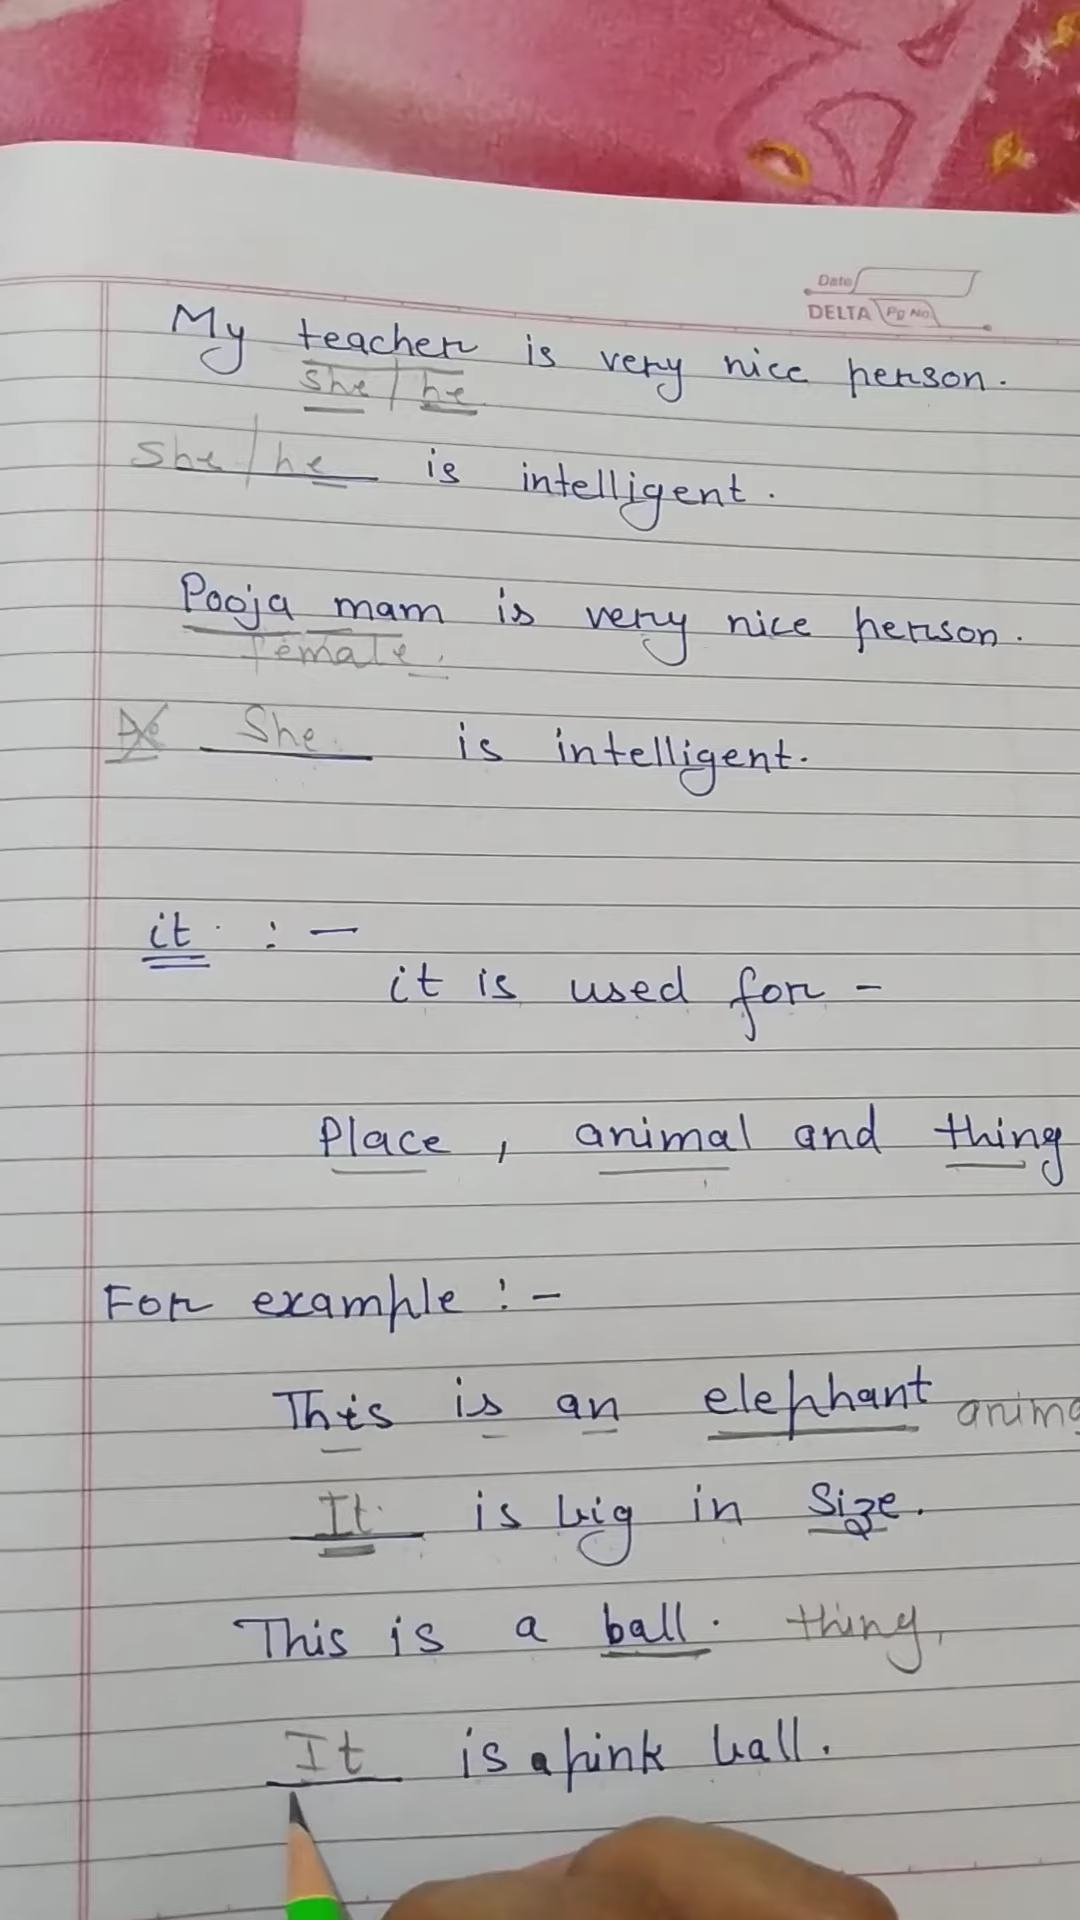 Date
DELTA Pg No
My teacher is very nice person.
she / he
She / he is intelligent.
Pooja mam is very nice person.
female.
She is intelligent.
it :-
it is used for -
Place, animal and thing
For example :-
This is an elephant anima
It is big in size.
This is a ball. thing,
It is a pink ball.